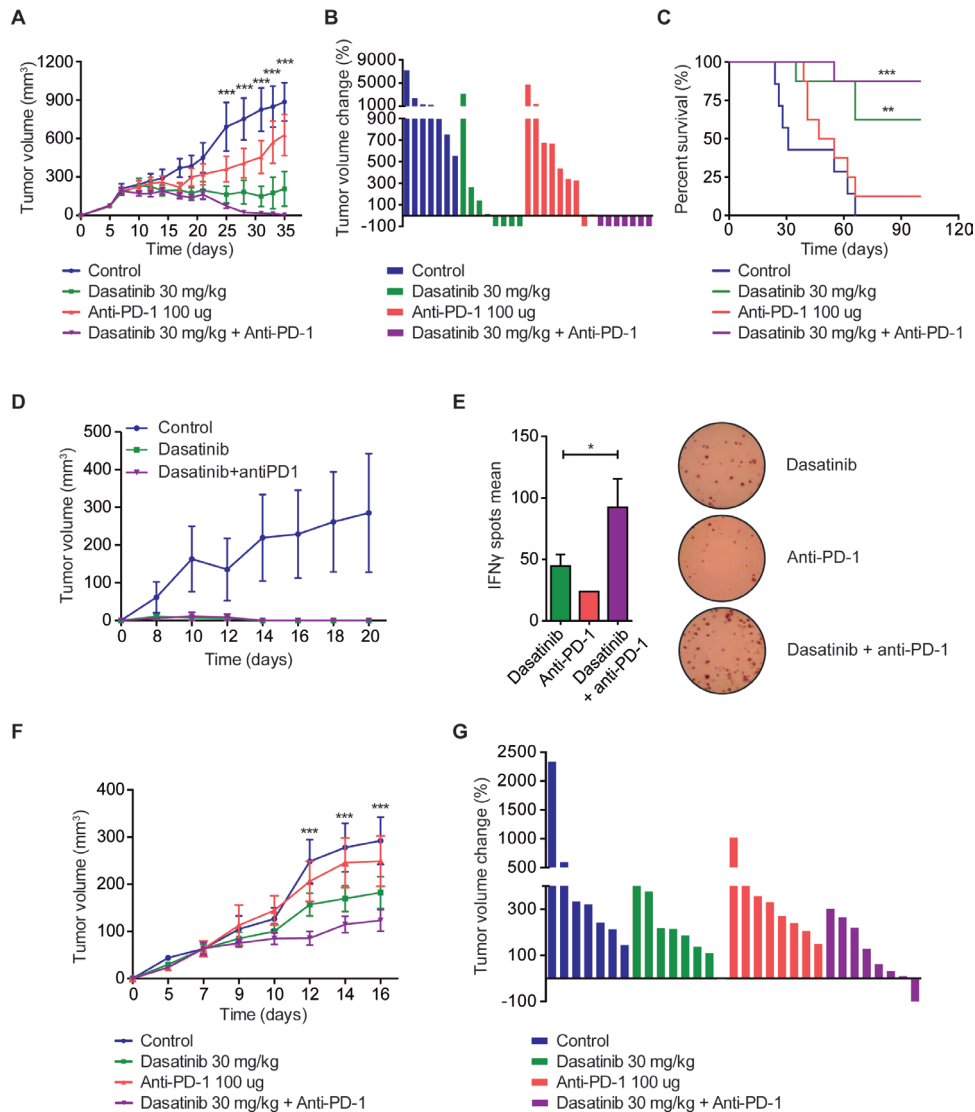 A
Tumor volume (mm³)
1200
900
600
300
0
*** *** *** *** ***
0 5 10 15 20 25 30 35
Time (days)
Control
Dasatinib 30 mg/kg
Anti-PD-1 100 ug
Dasatinib 30 mg/kg + Anti-PD-1
B
Tumor volume change (%)
9000
5000
1000
900
700
500
300
100
-100
Control
Dasatinib 30 mg/kg
Anti-PD-1 100 ug
Dasatinib 30 mg/kg + Anti-PD-1
C
Percent survival (%)
100
75
50
25
0
***
**
0 30 60 90 120
Time (days)
Control
Dasatinib 30 mg/kg
Anti-PD-1 100 ug
Dasatinib 30 mg/kg + Anti-PD-1
D
Tumor volume (mm³)
500
400
300
200
100
0
Control
Dasatinib
Dasatinib+antiPD1
0 8 10 12 14 16 18 20
Time (days)
E
IFNγ spots mean
150
100
50
0
*
Dasatinib
Anti-PD-1
Dasatinib
+ anti-PD-1
Dasatinib
Anti-PD-1
Dasatinib + anti-PD-1
F
Tumor volume (mm³)
400
300
200
100
0
*** *** ***
0 5 7 9 10 12 14 16
Time (days)
Control
Dasatinib 30 mg/kg
Anti-PD-1 100 ug
Dasatinib 30 mg/kg + Anti-PD-1
G
Tumor volume change (%)
2500
2000
1500
1000
500
300
100
-100
Control
Dasatinib 30 mg/kg
Anti-PD-1 100 ug
Dasatinib 30 mg/kg + Anti-PD-1